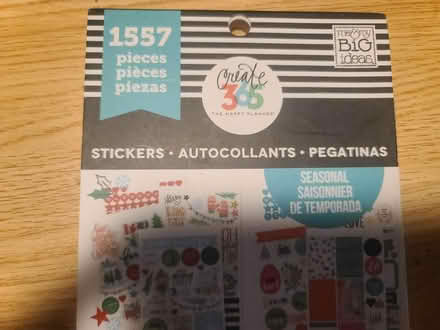 1557
pieces
pièces
piezas
Create
365
THE HAPPY PLANNER
me & my
BiG
ideas
STICKERS • AUTOCOLLANTS • PEGATINAS
SEASONAL
SAISONNIER
DE TEMPORADA
LOVE